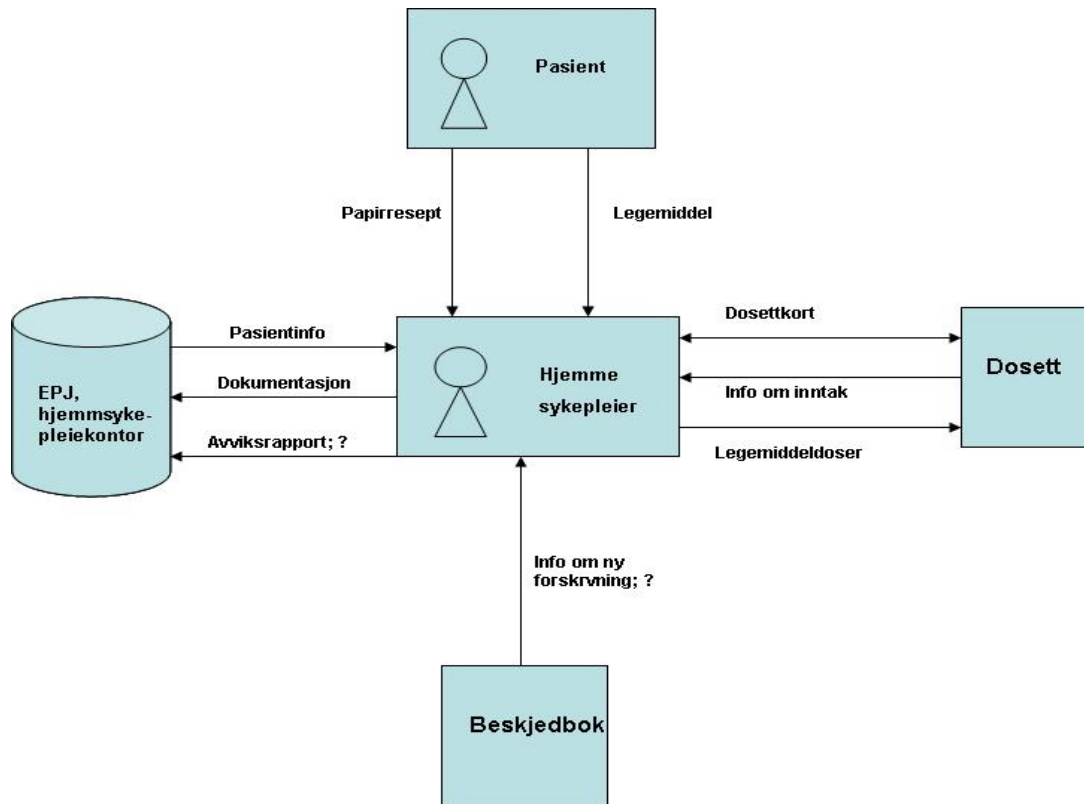 Pasient
Papirresept
Legemiddel
EPJ,
hjemmsyke-
pleiekontor
Pasientinfo
Dokumentasjon
Avviksrapport; ?
Hjemme
sykepleier
Dosettkort
Info om inntak
Legemiddeldoser
Dosett
Info om ny
forskrvning; ?
Beskjedbok